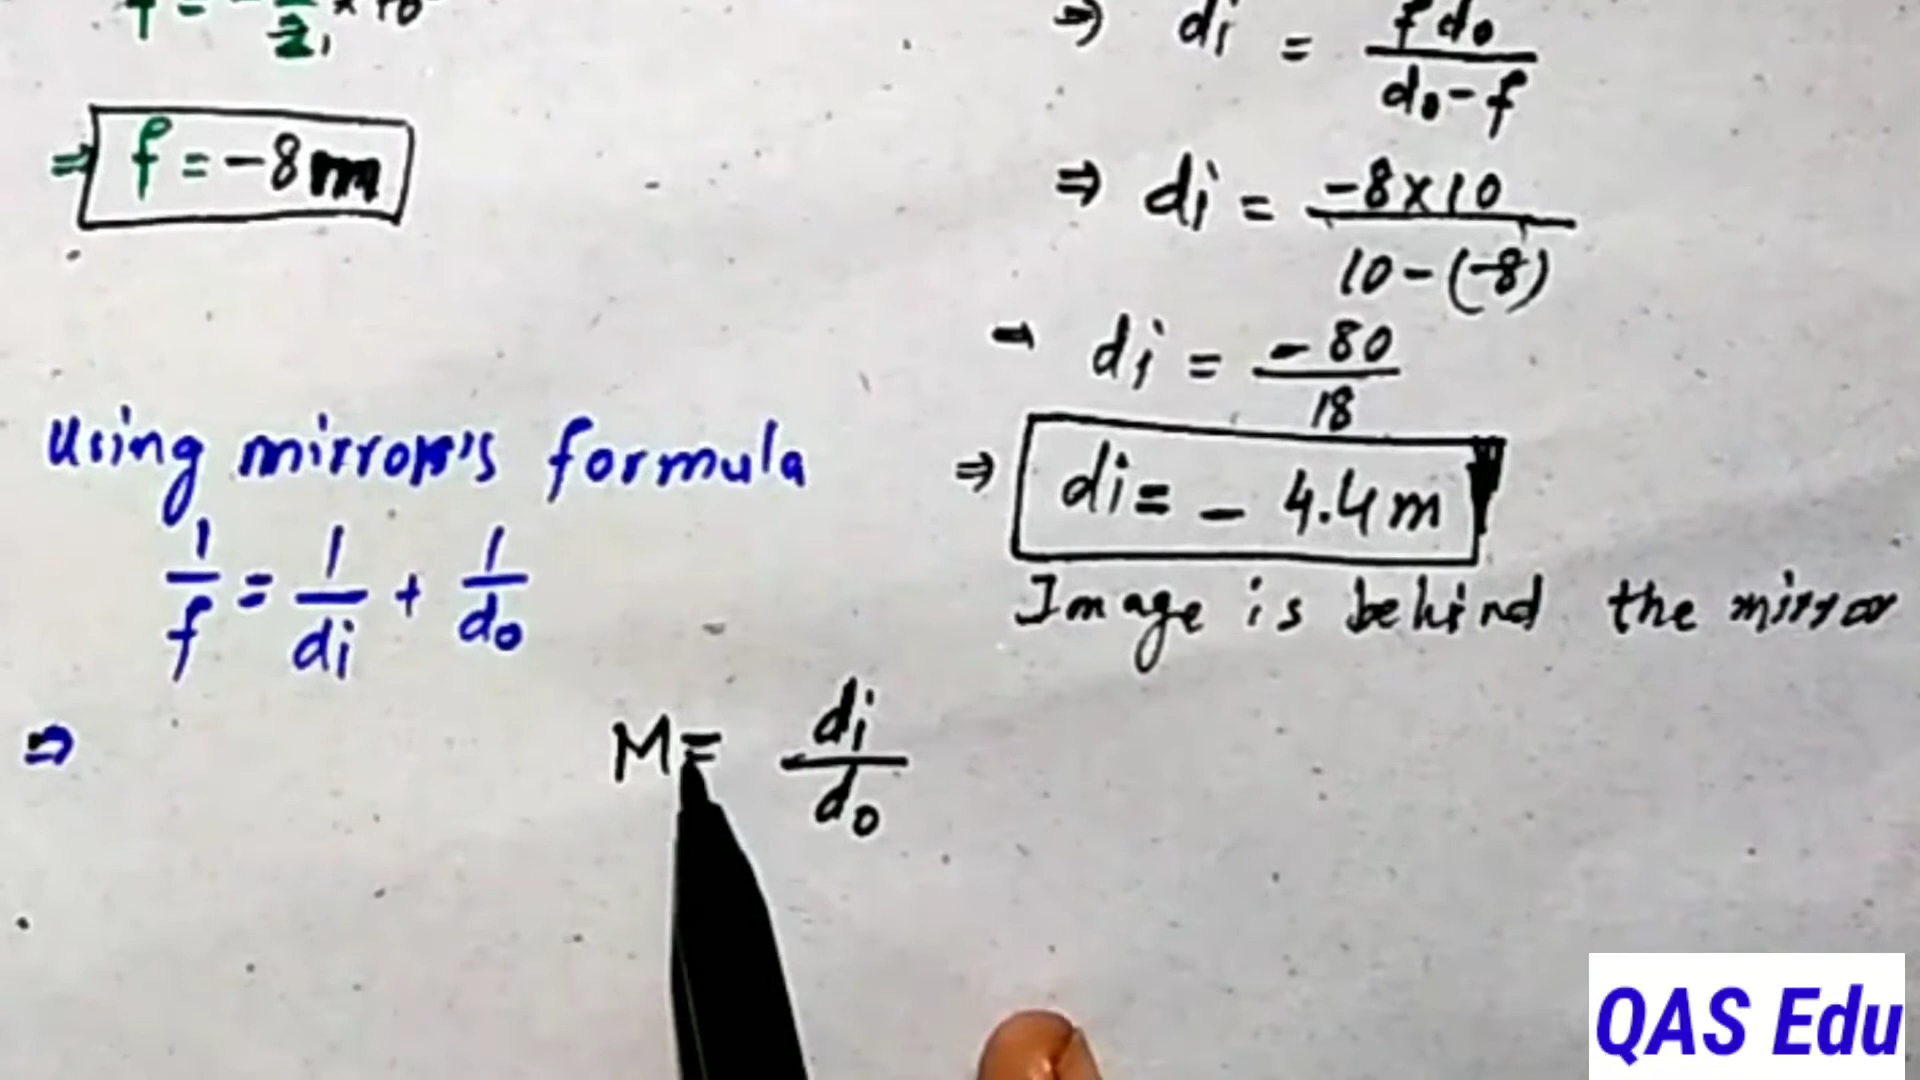 f = -8m
Using mirror's formula
1/f = 1/di + 1/do
⇒
⇒ di = f do / do - f
⇒ di = -8×10 / 10 - (-8)
di = -80 / 18
⇒ di = - 4.4m
Image is behind the mirror
M = di / do
QAS Edu